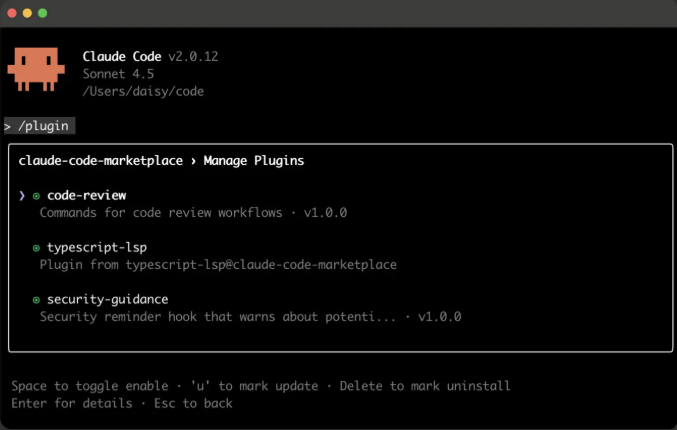 Claude Code v2.0.12
Sonnet 4.5
/Users/daisy/code
> /plugin
claude-code-marketplace › Manage Plugins
❯ ◉ code-review
Commands for code review workflows · v1.0.0
◉ typescript-lsp
Plugin from typescript-lsp@claude-code-marketplace
◉ security-guidance
Security reminder hook that warns about potenti... · v1.0.0
Space to toggle enable · 'u' to mark update · Delete to mark uninstall
Enter for details · Esc to back